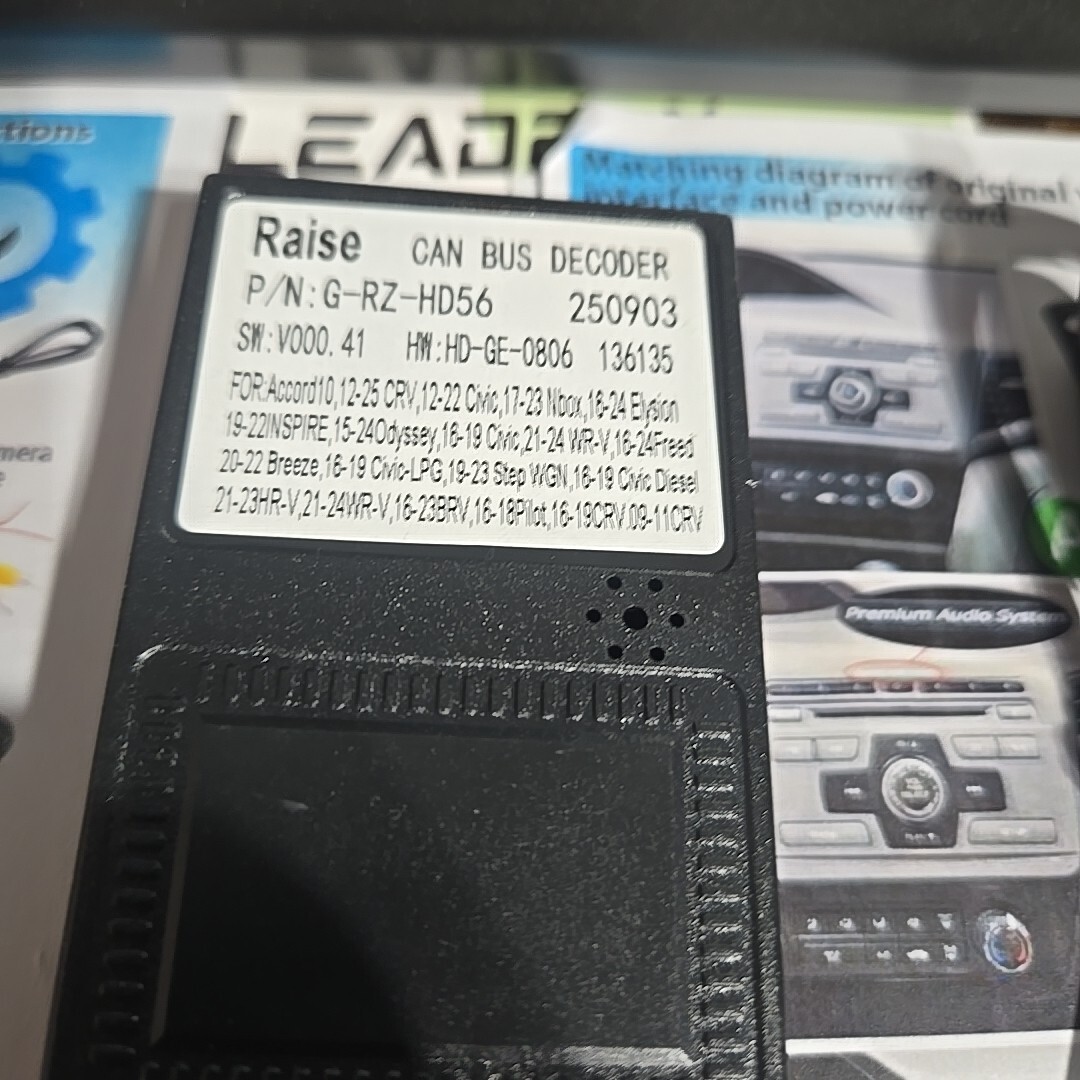 ctions
LEADE
Matching diagram of original
interface and power cord
Raise CAN BUS DECODER
P/N:G-RZ-HD56 250903
SW:V000.41 HW:HD-GE-0806 136135
FOR:Accord10,12-25 CRV,12-22 Civic,17-23 Nbox,16-24 Elysion
19-22INSPIRE,15-24Odyssey,16-19 Civic,21-24 WR-V,16-24Freed
20-22 Breeze,16-19 Civic-LPG,19-23 Step WGN,16-19 Civic Diesel
21-23HR-V,21-24WR-V,16-23BRV,16-18Pilot,16-19CRV.09-11CRV
mera
e
Premium Audio System